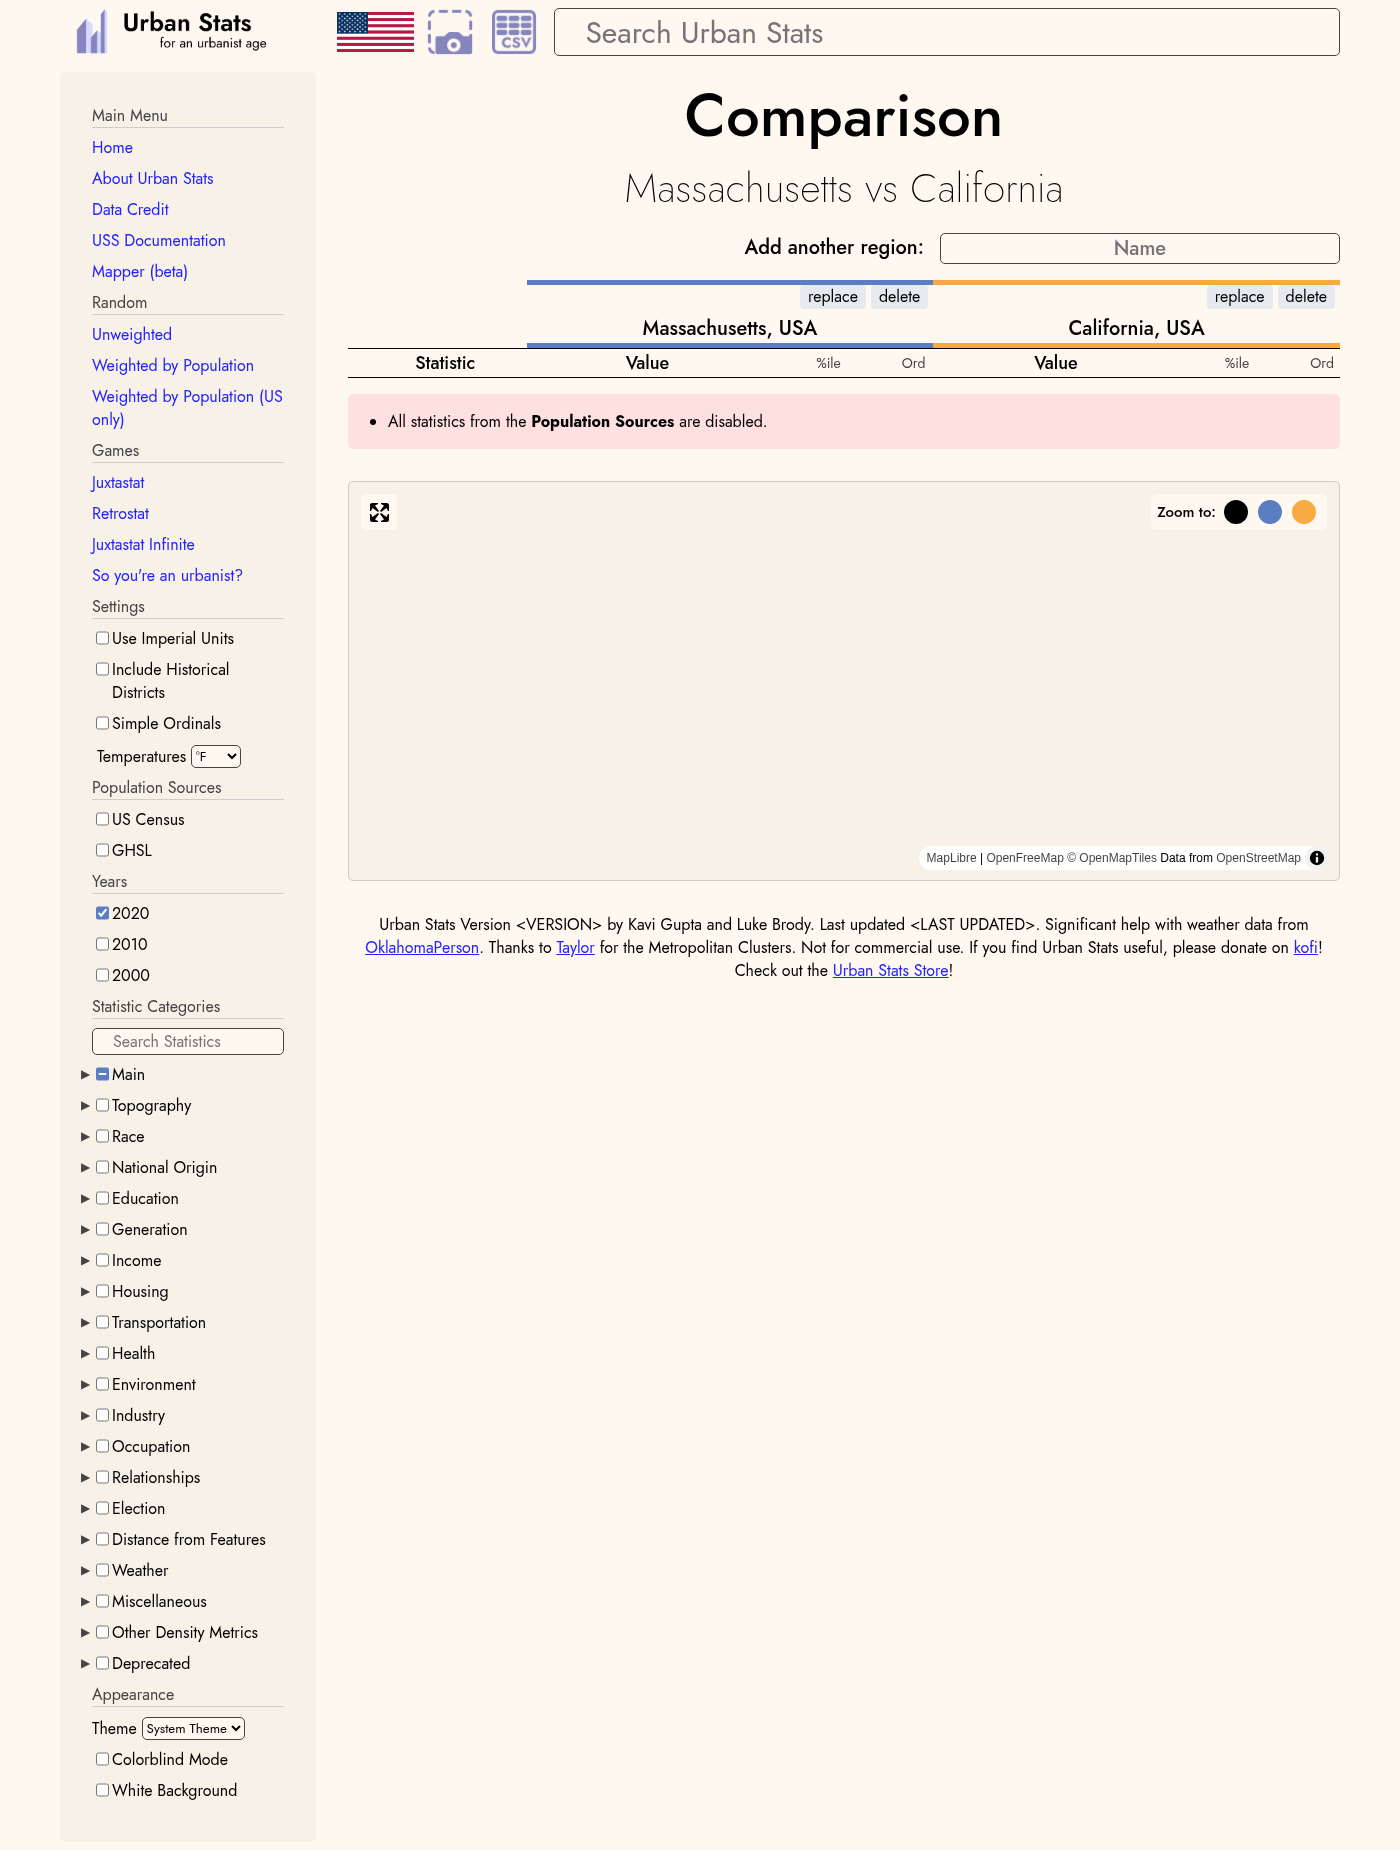 Urban Stats
for an urbanist age
CSV
Search Urban Stats
Main Menu
Home
About Urban Stats
Data Credit
USS Documentation
Mapper (beta)
Random
Unweighted
Weighted by Population
Weighted by Population (US
only)
Games
Juxtastat
Retrostat
Juxtastat Infinite
So you're an urbanist?
Settings
Use Imperial Units
Include Historical
Districts
Simple Ordinals
Temperatures °F
Population Sources
US Census
GHSL
Years
2020
2010
2000
Statistic Categories
Search Statistics
Main
Topography
Race
National Origin
Education
Generation
Income
Housing
Transportation
Health
Environment
Industry
Occupation
Relationships
Election
Distance from Features
Weather
Miscellaneous
Other Density Metrics
Deprecated
Appearance
Theme System Theme
Colorblind Mode
White Background
Comparison
Massachusetts vs California
Add another region: Name
replace delete replace delete
Massachusetts, USA California, USA
Statistic Value %ile Ord Value %ile Ord
All statistics from the Population Sources are disabled.
Zoom to:
MapLibre | OpenFreeMap © OpenMapTiles Data from OpenStreetMap
Urban Stats Version <VERSION> by Kavi Gupta and Luke Brody. Last updated <LAST UPDATED>. Significant help with weather data from
OklahomaPerson. Thanks to Taylor for the Metropolitan Clusters. Not for commercial use. If you find Urban Stats useful, please donate on kofi!
Check out the Urban Stats Store!